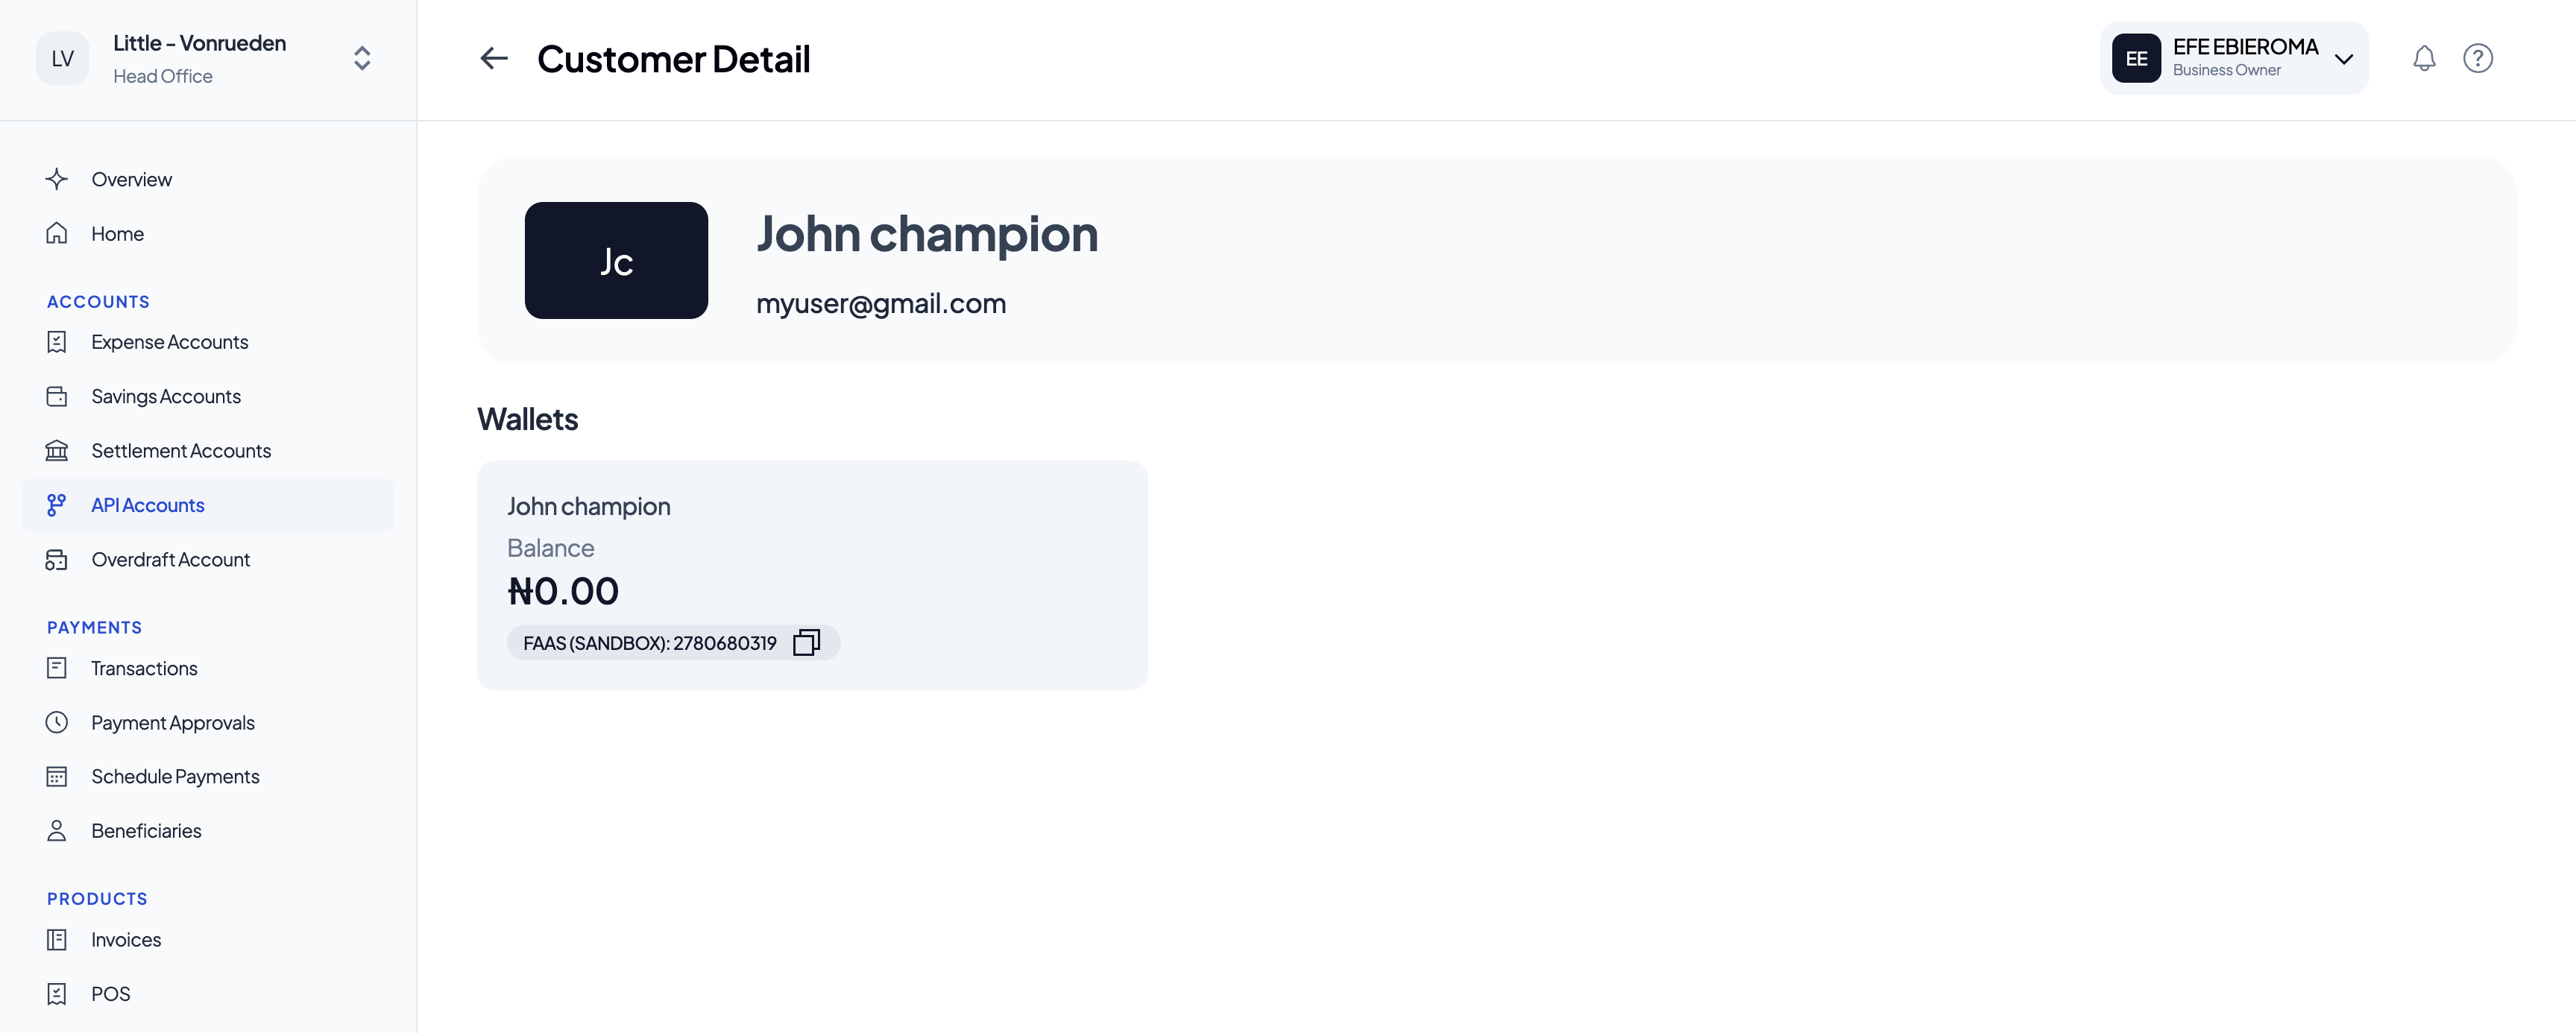 LV
Little - Vonrueden
Head Office
Overview
Home
ACCOUNTS
Expense Accounts
Savings Accounts
Settlement Accounts
API Accounts
Overdraft Account
PAYMENTS
Transactions
Payment Approvals
Schedule Payments
Beneficiaries
PRODUCTS
Invoices
POS
Customer Detail
EE
EFE EBIEROMA
Business Owner
?
Jc
John champion
myuser@gmail.com
Wallets
John champion
Balance
₦0.00
FAAS (SANDBOX): 2780680319